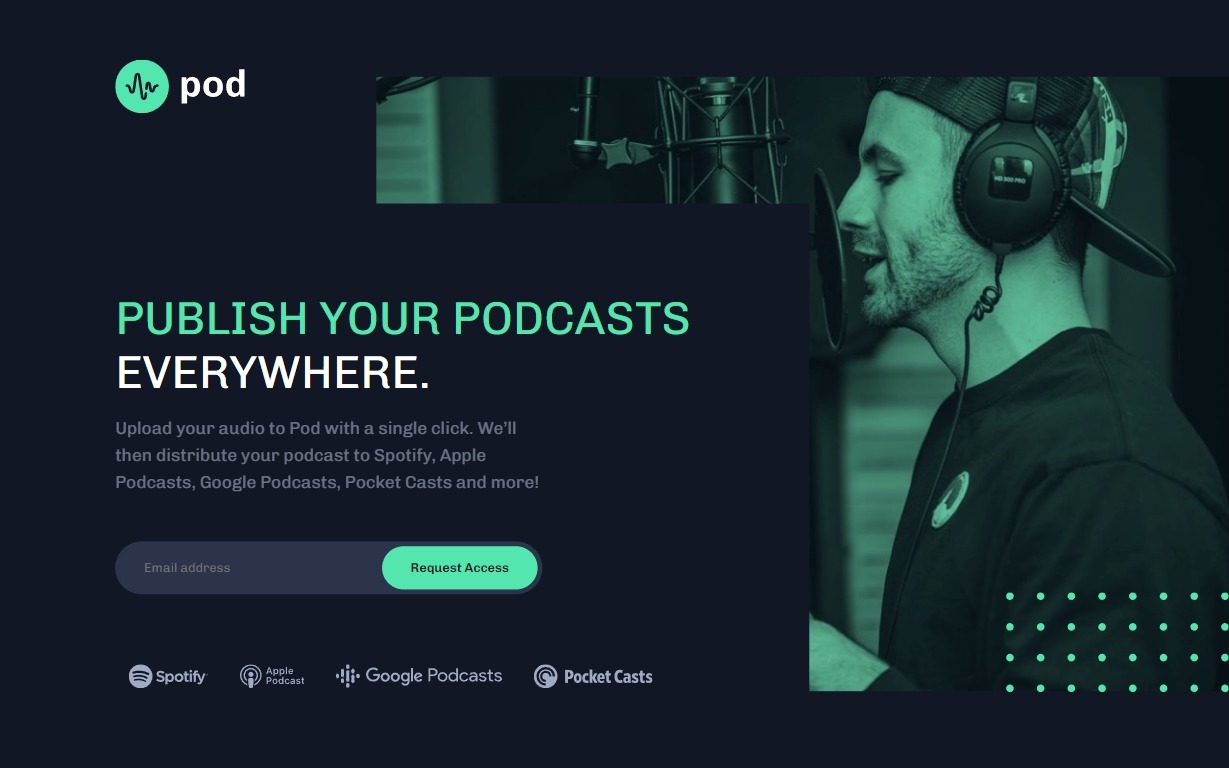 pod
HD 300 PRO
PUBLISH YOUR PODCASTS
EVERYWHERE.
Upload your audio to Pod with a single click. We’ll
then distribute your podcast to Spotify, Apple
Podcasts, Google Podcasts, Pocket Casts and more!
Email address
Request Access
Spotify
Apple
Podcast
Google Podcasts
Pocket Casts